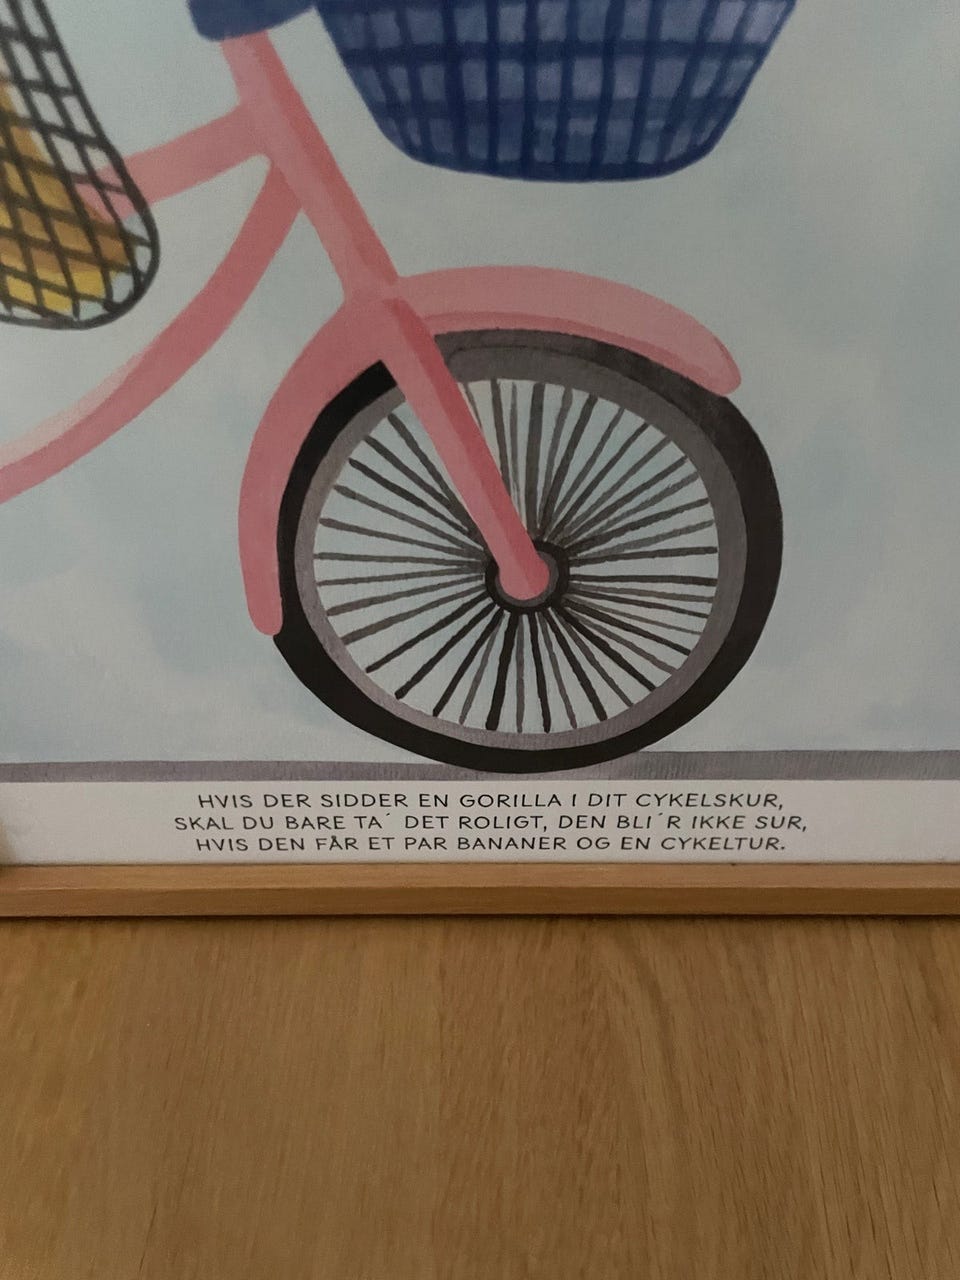 HVIS DER SIDDER EN GORILLA I DIT CYKELSKUR,
SKAL DU BARE TA´ DET ROLIGT, DEN BLI´R IKKE SUR,
HVIS DEN FÅR ET PAR BANANER OG EN CYKELTUR.